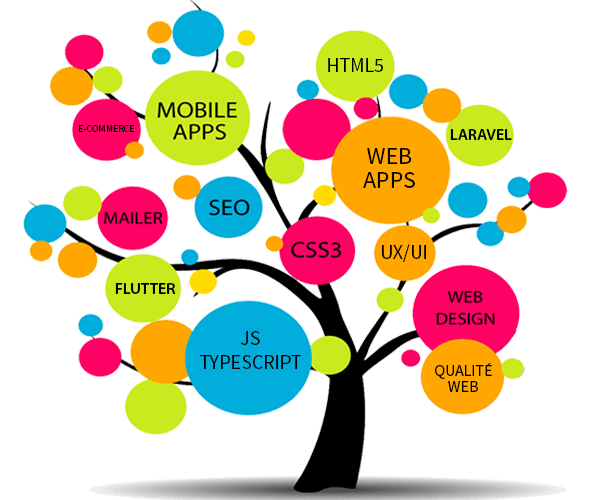 HTML5
MOBILE
APPS
E-COMMERCE
LARAVEL
WEB
APPS
MAILER
SEO
CSS3
UX/UI
FLUTTER
WEB
DESIGN
JS
TYPESCRIPT
QUALITÉ
WEB